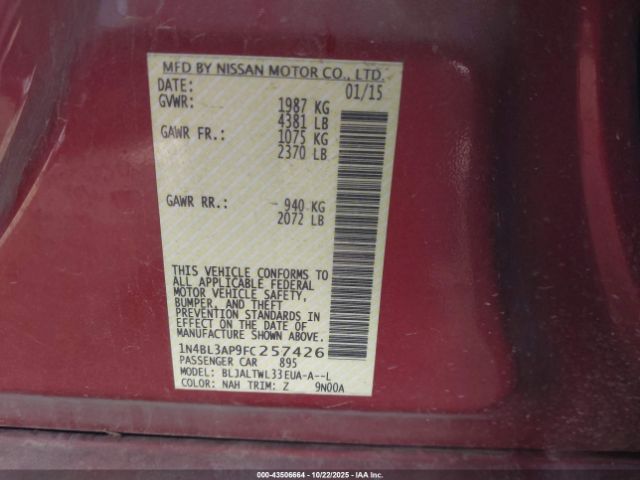 MFD BY NISSAN MOTOR CO., LTD.
DATE: 01/15
GVWR: 1987 KG
4381 LB
GAWR FR.: 1075 KG
2370 LB
GAWR RR.: 940 KG
2072 LB
THIS VEHICLE CONFORMS TO
ALL APPLICABLE FEDERAL
MOTOR VEHICLE SAFETY,
BUMPER, AND THEFT
PREVENTION STANDARDS IN
EFFECT ON THE DATE OF
MANUFACTURE SHOWN ABOVE.
1N4BL3AP9FC257426
PASSENGER CAR 895
MODEL: BLJALTWL33EUA-A--L
COLOR: NAH TRIM: Z 9N00A
000-43506664 | 10/22/2025 - IAAI.COM